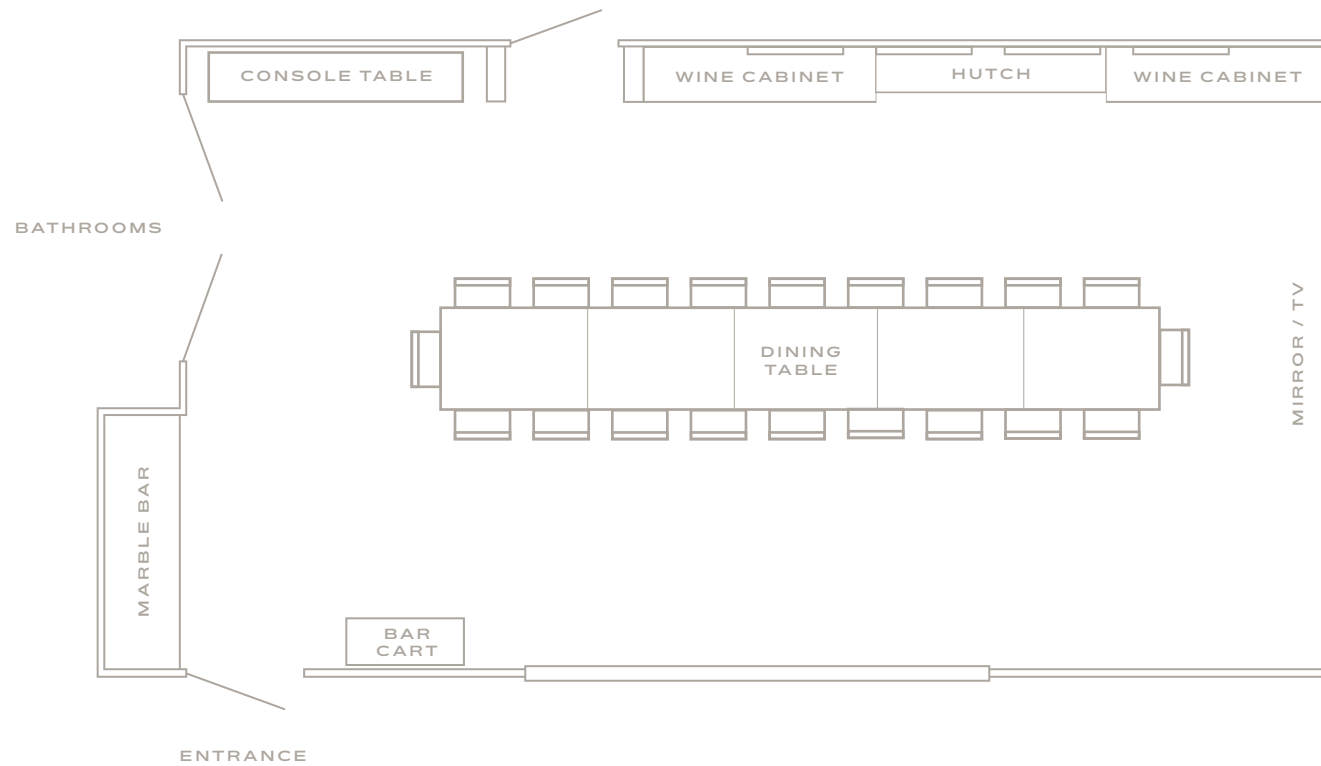 CONSOLE TABLE
WINE CABINET
HUTCH
WINE CABINET
BATHROOMS
DINING
TABLE
MIRROR / TV
MARBLE BAR
BAR
CART
ENTRANCE